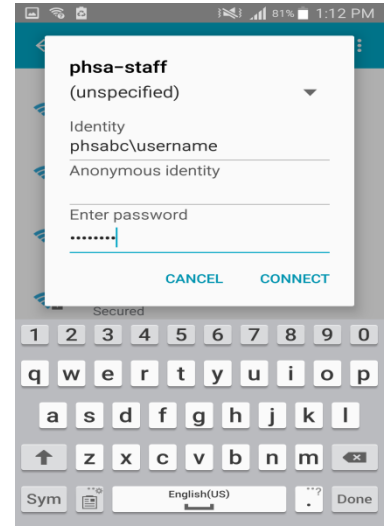 81% 1:12 PM
phsa-staff
(unspecified)
Identity
phsabc\username
Anonymous identity
Enter password
••••••••
CANCEL CONNECT
Secured
1 2 3 4 5 6 7 8 9 0
q w e r t y u i o p
a s d f g h j k l
z x c v b n m
Sym English(US) . ? Done